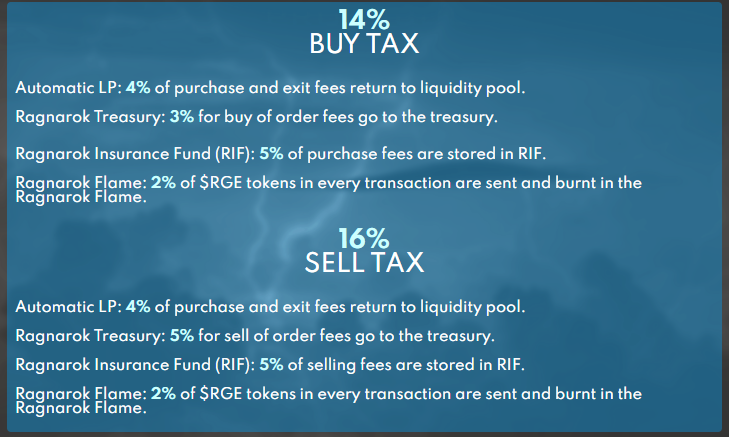 14%
BUY TAX
Automatic LP: 4% of purchase and exit fees return to liquidity pool.
Ragnarok Treasury: 3% for buy of order fees go to the treasury.
Ragnarok Insurance Fund (RIF): 5% of purchase fees are stored in RIF.
Ragnarok Flame: 2% of $RGE tokens in every transaction are sent and burnt in the
Ragnarok Flame.
16%
SELL TAX
Automatic LP: 4% of purchase and exit fees return to liquidity pool.
Ragnarok Treasury: 5% for sell of order fees go to the treasury.
Ragnarok Insurance Fund (RIF): 5% of selling fees are stored in RIF.
Ragnarok Flame: 2% of $RGE tokens in every transaction are sent and burnt in the
Ragnarok Flame.